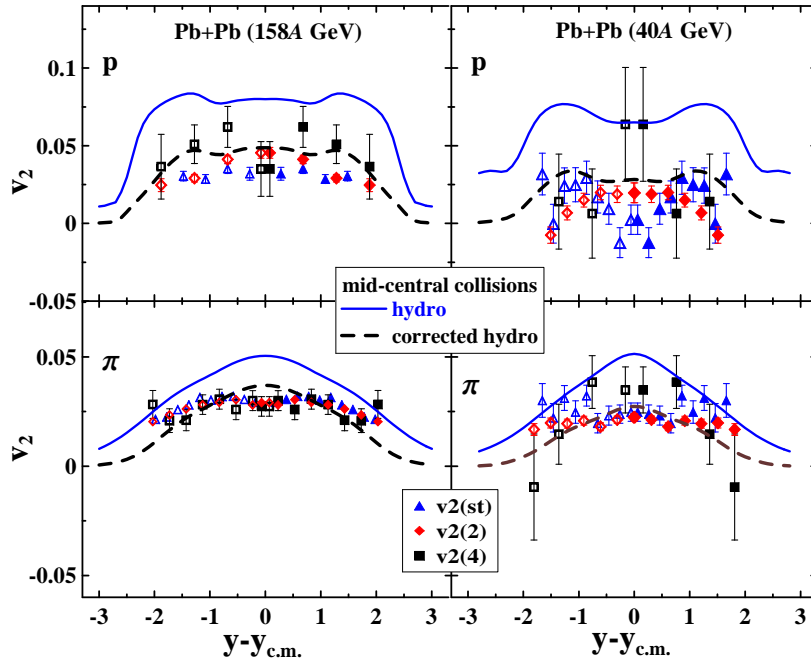 Pb+Pb (158A GeV)
Pb+Pb (40A GeV)
p
p
0.1
0.05
0
-0.05
v2
mid-central collisions
hydro
corrected hydro
π
π
0.05
0
-0.05
v2
v2(st)
v2(2)
v2(4)
-3 -2 -1 0 1 2 3
-3 -2 -1 0 1 2 3
y-yc.m.
y-yc.m.